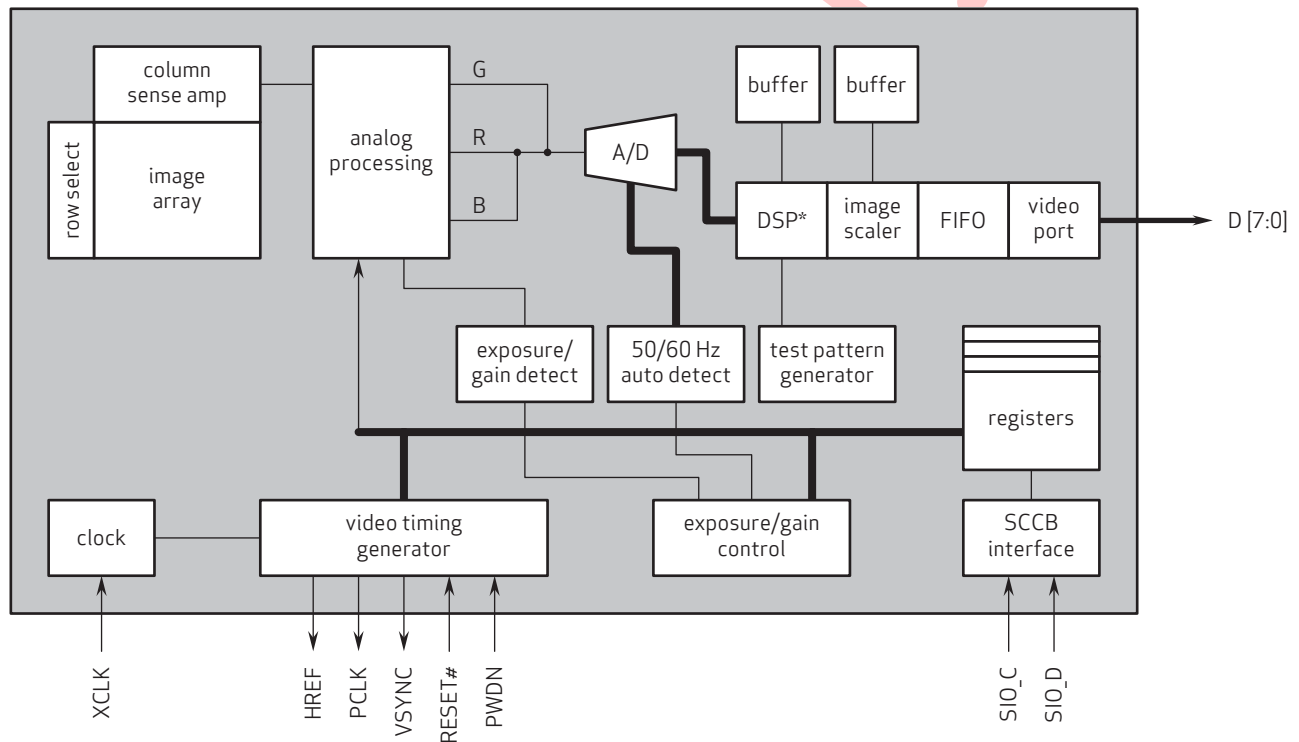 column
sense amp
row select
image
array
analog
processing
G
R
B
A/D
buffer
buffer
DSP*
image
scaler
FIFO
video
port
D [7:0]
exposure/
gain detect
50/60 Hz
auto detect
test pattern
generator
registers
clock
video timing
generator
exposure/gain
control
SCCB
interface
XCLK
HREF
PCLK
VSYNC
RESET#
PWDN
SIO_C
SIO_D